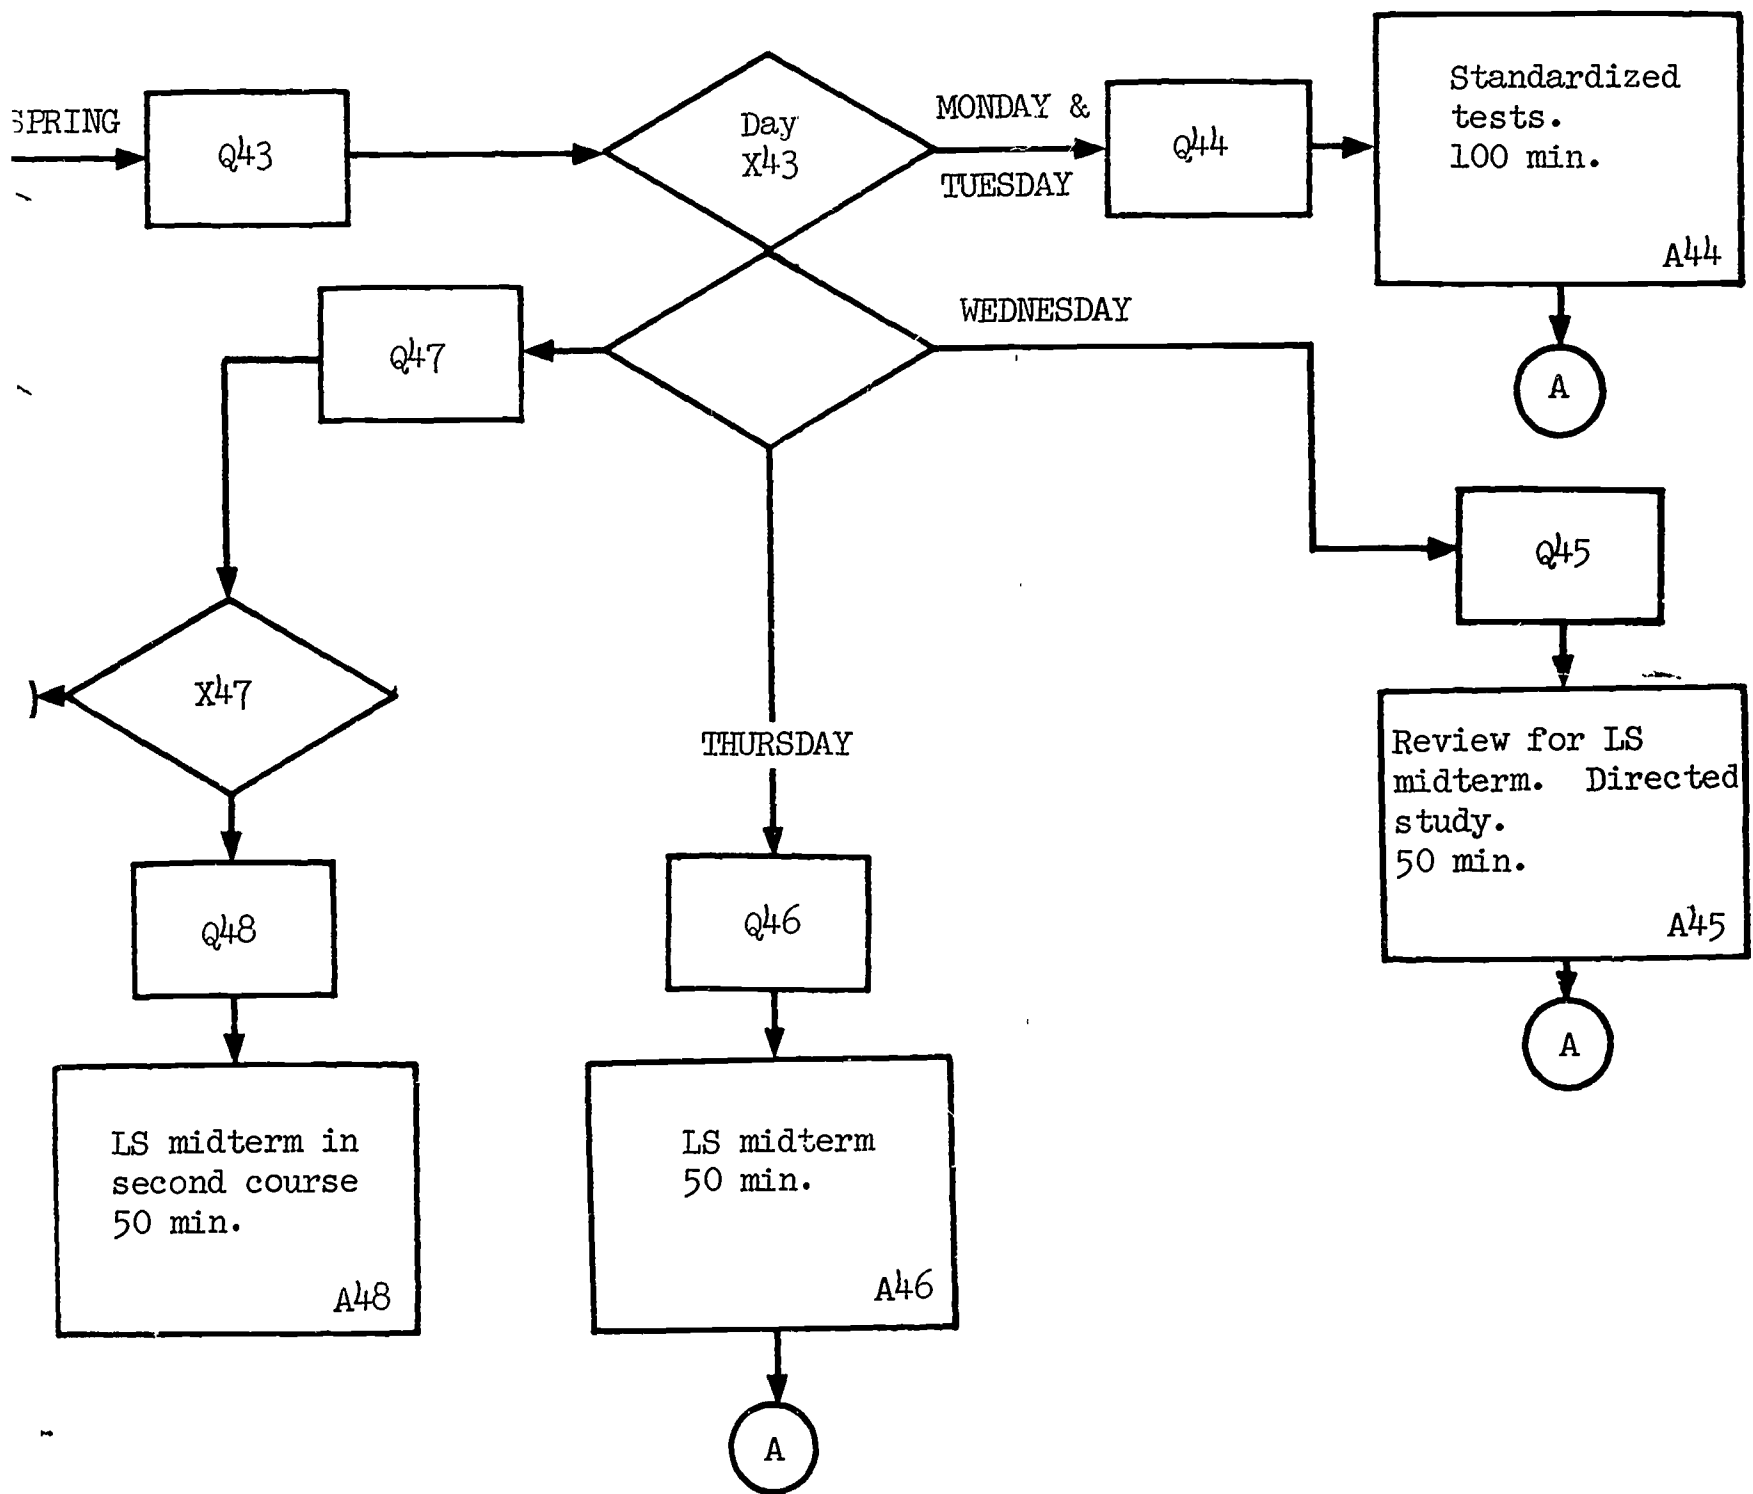 SPRING
Q43
Day
X43
MONDAY &
TUESDAY
Q44
Standardized
tests.
100 min.
A44
A
Q47
WEDNESDAY
Q45
Review for LS
midterm. Directed
study.
50 min.
A45
A
X47
THURSDAY
Q48
Q46
LS midterm in
second course
50 min.
A48
LS midterm
50 min.
A46
A